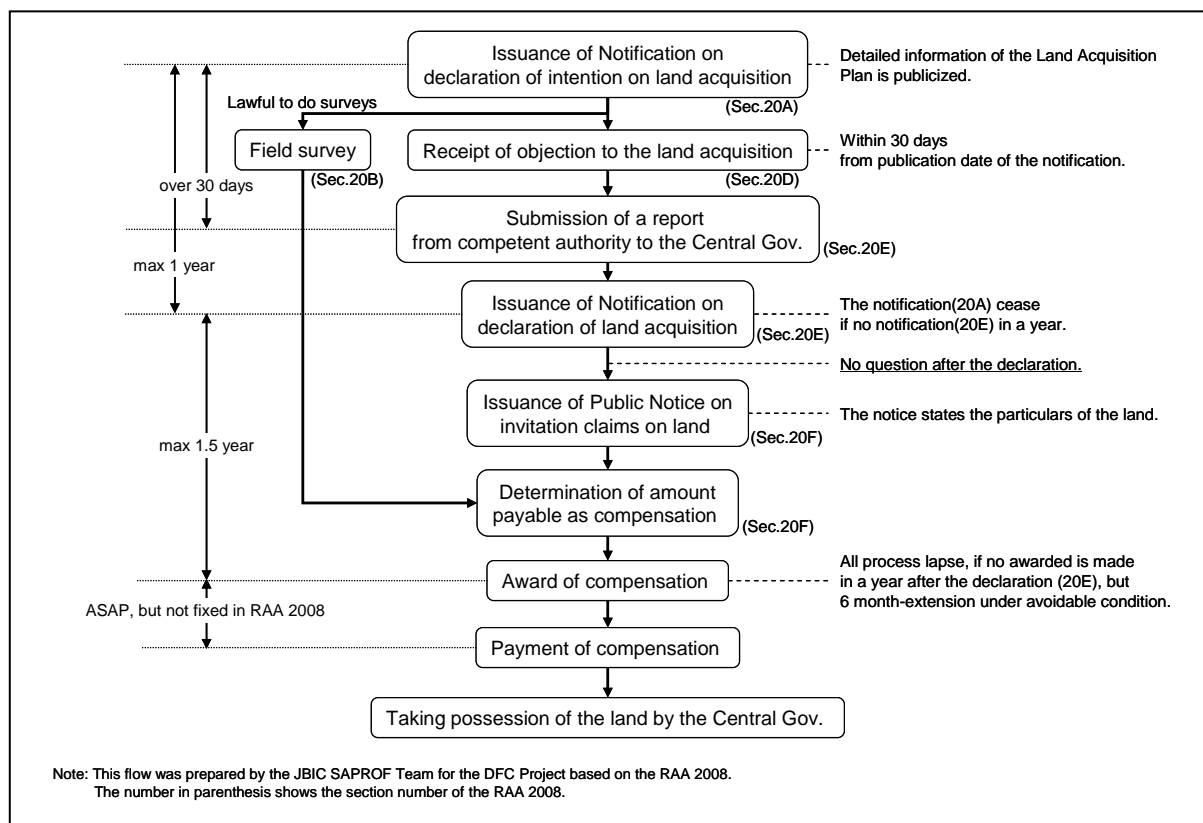 Issuance of Notification on
declaration of intention on land acquisition
(Sec.20A)
Detailed information of the Land Acquisition
Plan is publicized.
Lawful to do surveys
Field survey
(Sec.20B)
Receipt of objection to the land acquisition
(Sec.20D)
Within 30 days
from publication date of the notification.
over 30 days
Submission of a report
from competent authority to the Central Gov.
(Sec.20E)
max 1 year
Issuance of Notification on
declaration of land acquisition
(Sec.20E)
The notification(20A) cease
if no notification(20E) in a year.
No question after the declaration.
Issuance of Public Notice on
invitation claims on land
(Sec.20F)
The notice states the particulars of the land.
max 1.5 year
Determination of amount
payable as compensation
(Sec.20F)
Award of compensation
All process lapse, if no awarded is made
in a year after the declaration (20E), but
6 month-extension under avoidable condition.
ASAP, but not fixed in RAA 2008
Payment of compensation
Taking possession of the land by the Central Gov.
Note: This flow was prepared by the JBIC SAPROF Team for the DFC Project based on the RAA 2008.
The number in parenthesis shows the section number of the RAA 2008.